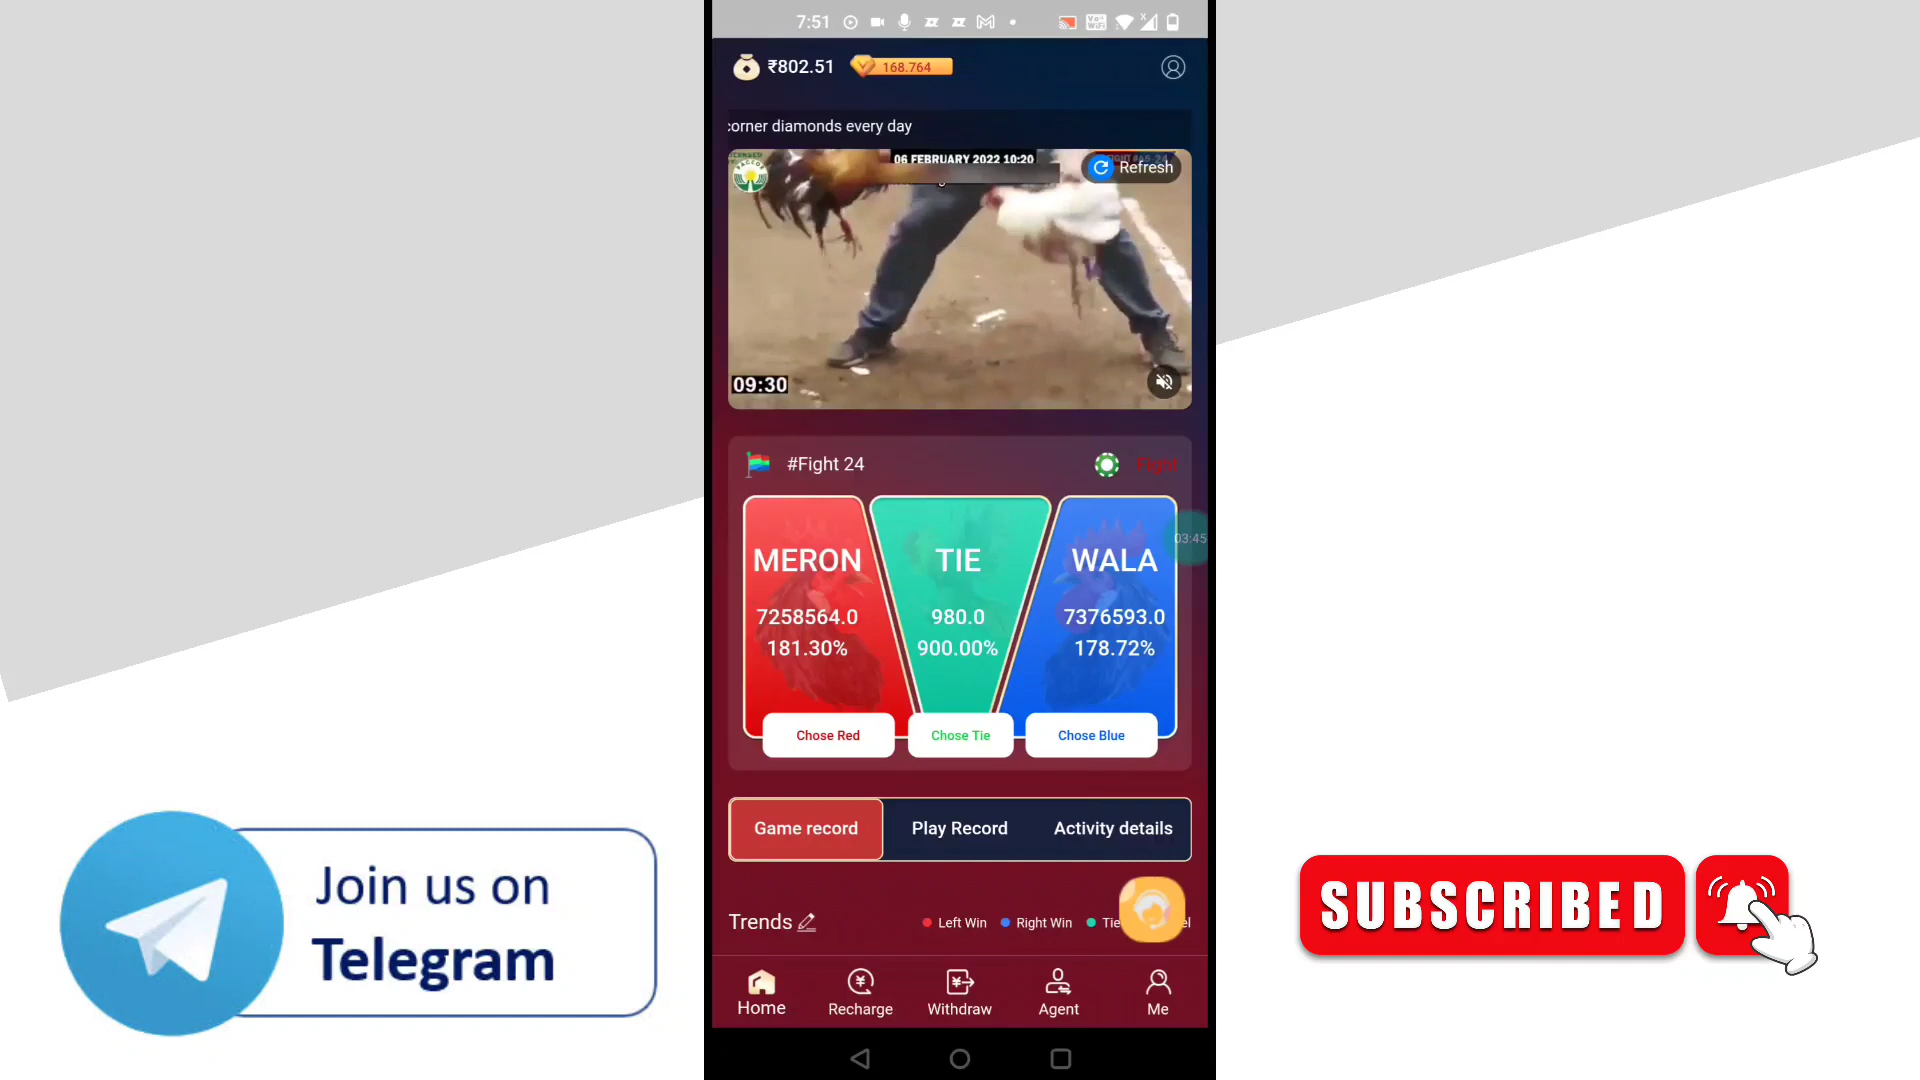 7:51
₹802.51
168.764
corner diamonds every day
06 FEBRUARY 2022 10:20
Refresh
09:30
#Fight 24
Fight
03:45
MERON
7258564.0
181.30%
TIE
980.0
900.00%
WALA
7376593.0
178.72%
Chose Red
Chose Tie
Chose Blue
Game record
Play Record
Activity details
Trends
Left Win
Right Win
Tie
Home
Recharge
Withdraw
Agent
Me
Join us on
Telegram
SUBSCRIBED